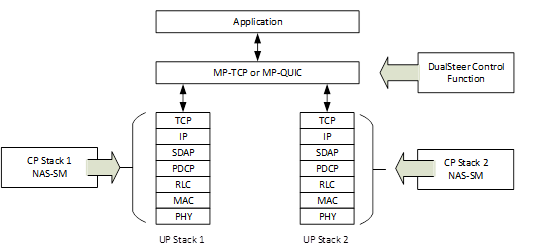 Application
MP-TCP or MP-QUIC
DualSteer Control
Function
TCP
IP
SDAP
PDCP
RLC
MAC
PHY
UP Stack 1
TCP
IP
SDAP
PDCP
RLC
MAC
PHY
UP Stack 2
CP Stack 1
NAS-SM
CP Stack 2
NAS-SM